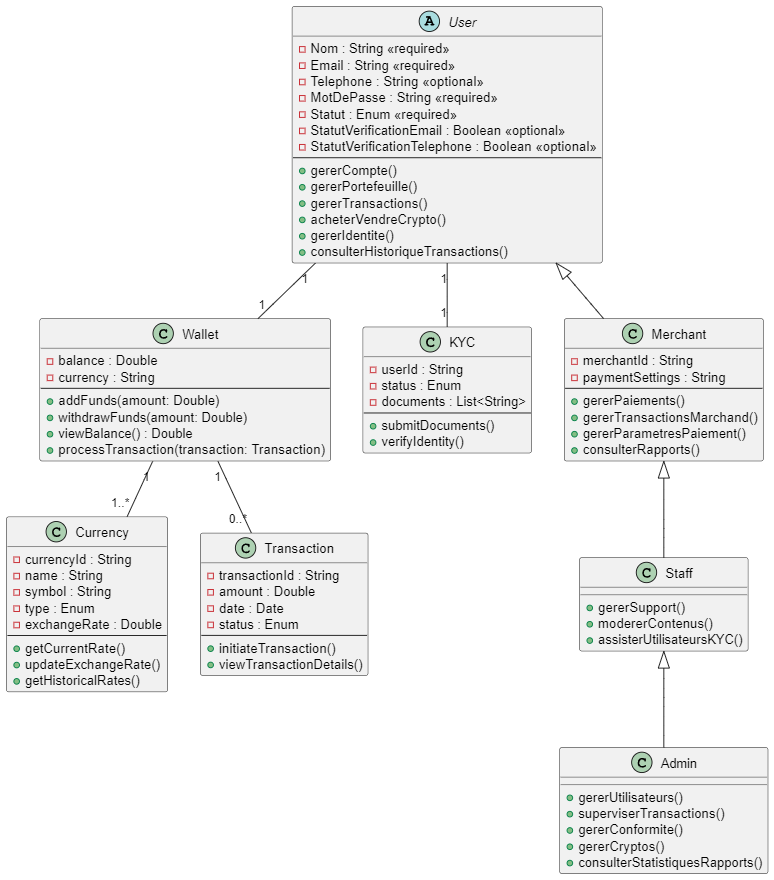 A User
Nom : String «required»
Email : String «required»
Telephone : String «optional»
MotDePasse : String «required»
Statut : Enum «required»
StatutVerificationEmail : Boolean «optional»
StatutVerificationTelephone : Boolean «optional»
gererCompte()
gererPortefeuille()
gererTransactions()
acheterVendreCrypto()
gererIdentite()
consulterHistoriqueTransactions()
1
1
1
1
C Wallet
balance : Double
currency : String
addFunds(amount: Double)
withdrawFunds(amount: Double)
viewBalance() : Double
processTransaction(transaction: Transaction)
C KYC
userId : String
status : Enum
documents : List<String>
submitDocuments()
verifyIdentity()
C Merchant
merchantId : String
paymentSettings : String
gererPaiements()
gererTransactionsMarchand()
gererParametresPaiement()
consulterRapports()
1
1..*
1
0..*
C Currency
currencyId : String
name : String
symbol : String
type : Enum
exchangeRate : Double
getCurrentRate()
updateExchangeRate()
getHistoricalRates()
C Transaction
transactionId : String
amount : Double
date : Date
status : Enum
initiateTransaction()
viewTransactionDetails()
C Staff
gererSupport()
modererContenus()
assisterUtilisateursKYC()
C Admin
gererUtilisateurs()
superviserTransactions()
gererConformite()
gererCryptos()
consulterStatistiquesRapports()